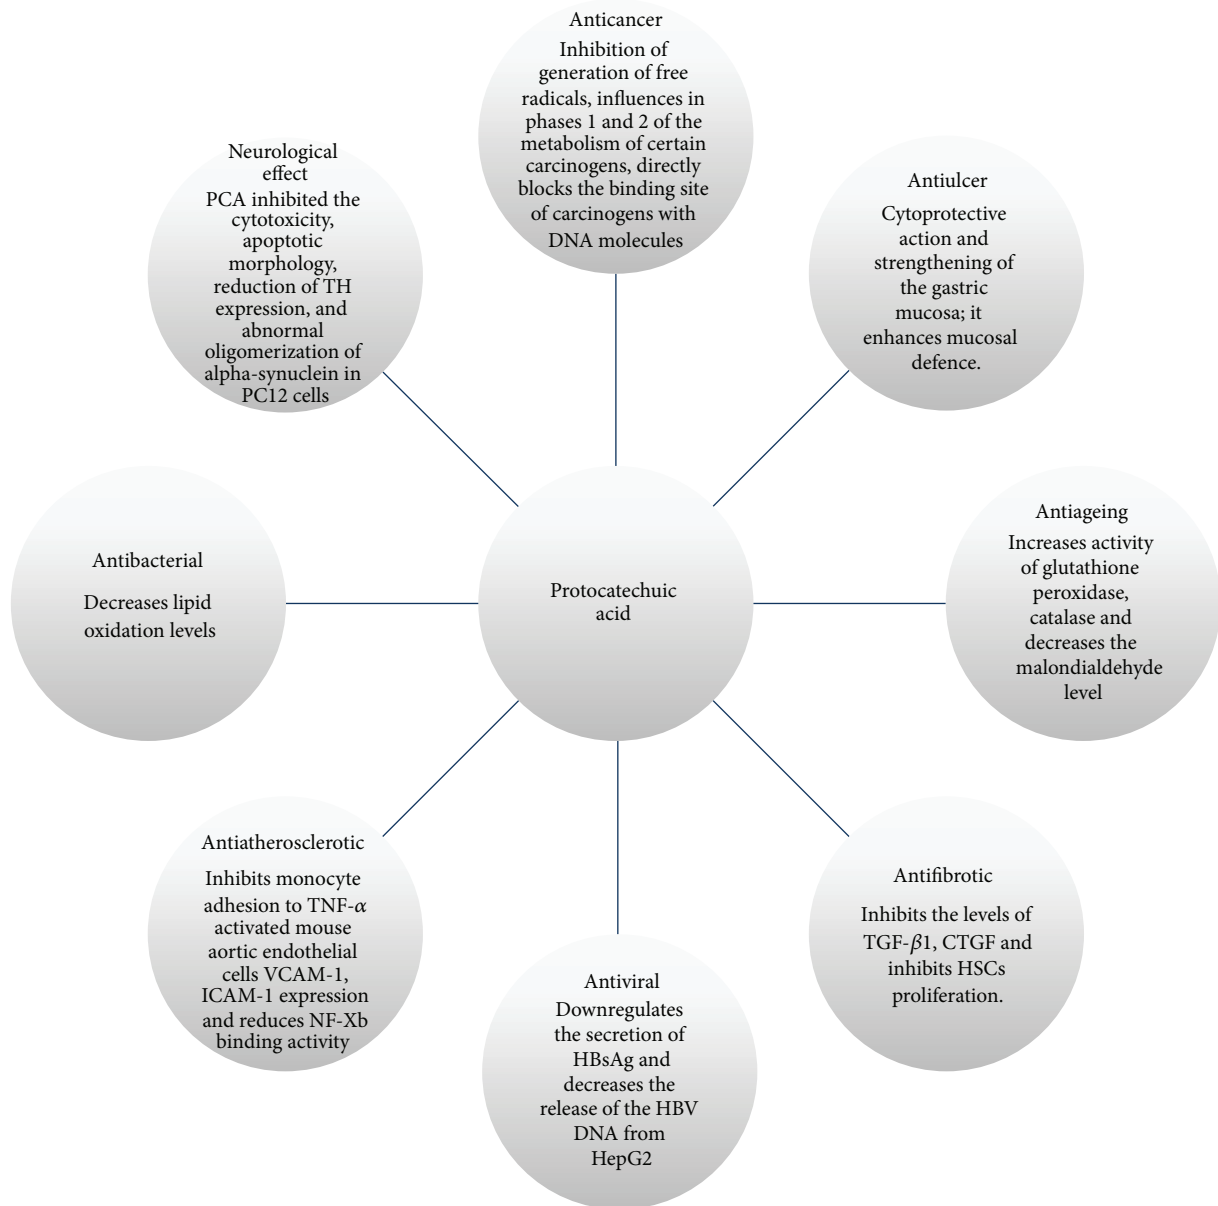 Anticancer
Inhibition of
generation of free
radicals, influences in
phases 1 and 2 of the
metabolism of certain
carcinogens, directly
blocks the binding site
of carcinogens with
DNA molecules
Antiulcer
Cytoprotective
action and
strengthening of
the gastric
mucosa; it
enhances mucosal
defence.
Antiageing
Increases activity
of glutathione
peroxidase,
catalase and
decreases the
malondialdehyde
level
Antifibrotic
Inhibits the levels of
TGF-β1, CTGF and
inhibits HSCs
proliferation.
Antiviral
Downregulates
the secretion of
HBsAg and
decreases the
release of the HBV
DNA from
HepG2
Antiatherosclerotic
Inhibits monocyte
adhesion to TNF-α
activated mouse
aortic endothelial
cells VCAM-1,
ICAM-1 expression
and reduces NF-Xb
binding activity
Antibacterial
Decreases lipid
oxidation levels
Neurological
effect
PCA inhibited the
cytotoxicity,
apoptotic
morphology,
reduction of TH
expression, and
abnormal
oligomerization of
alpha-synuclein in
PC12 cells
Protocatechuic
acid